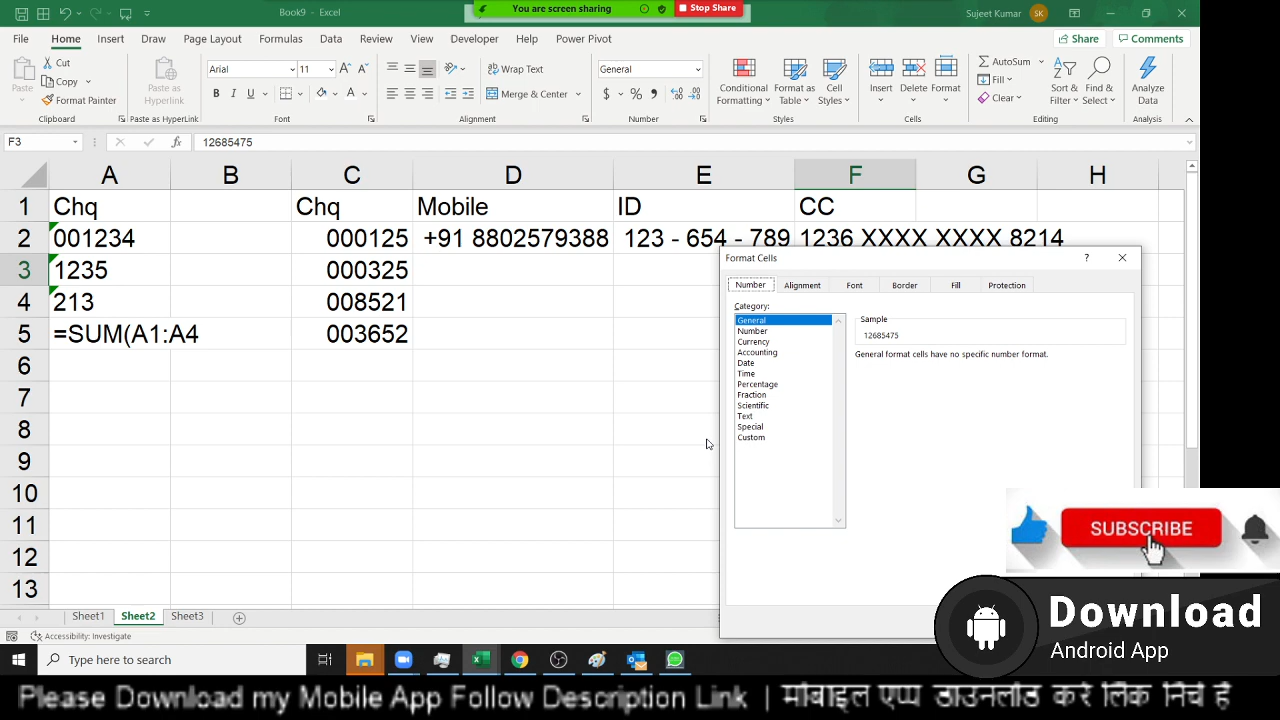 Book9 - Excel
You are screen sharing
Stop Share
Sujeet Kumar
SK
File
Home
Insert
Draw
Page Layout
Formulas
Data
Review
View
Developer
Help
Power Pivot
Share
Comments
Paste
Cut
Copy
Format Painter
Clipboard
Paste as
Hyperlink
Paste as HyperLink
Arial
11
B I U
Font
Wrap Text
Merge & Center
Alignment
General
$ % ,
Number
Conditional
Formatting
Format as
Table
Cell
Styles
Styles
Insert
Delete
Format
Cells
AutoSum
Fill
Clear
Sort &
Filter
Find &
Select
Editing
Analyze
Data
Analysis
F3
fx
12685475
A B C D E F G H
1 Chq Chq Mobile ID CC
2 001234 000125 +91 8802579388 123 - 654 - 789 1236 XXXX XXXX 8214
3 1235 000325
4 213 008521
5 =SUM(A1:A4 003652
6
7
8
9
10
11
12
13
Format Cells
?
Number
Alignment
Font
Border
Fill
Protection
Category:
General
Number
Currency
Accounting
Date
Time
Percentage
Fraction
Scientific
Text
Special
Custom
Sample
12685475
General format cells have no specific number format.
SUBSCRIBE
Download
Android App
Sheet1
Sheet2
Sheet3
Accessibility: Investigate
Type here to search
Please Download my Mobile App Follow Description Link | मोबाइल एप्प डाउनलोड करे लिंक निचे है